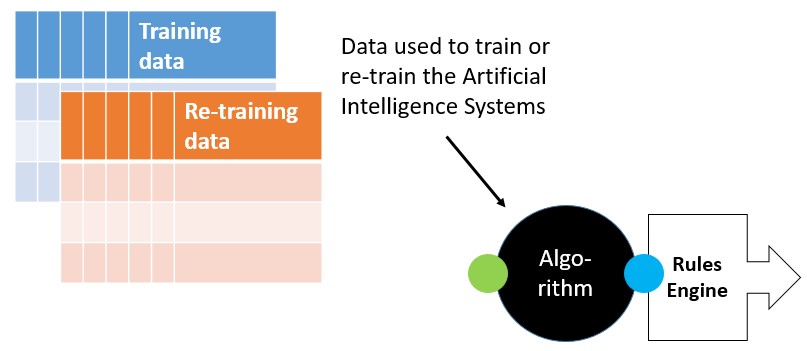 Training
data
Re-training
data
Data used to train or
re-train the Artificial
Intelligence Systems
Algo-
rithm
Rules
Engine